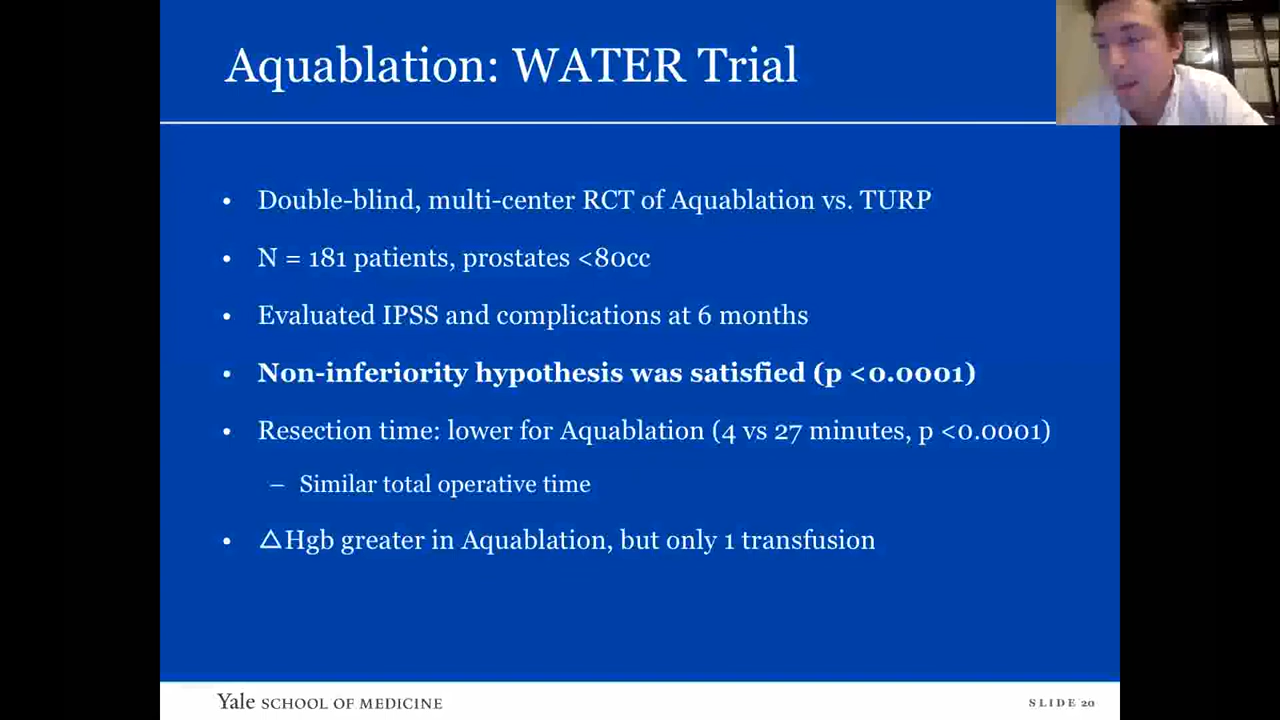 Aquablation: WATER Trial
• Double-blind, multi-center RCT of Aquablation vs. TURP
• N = 181 patients, prostates <80cc
• Evaluated IPSS and complications at 6 months
• Non-inferiority hypothesis was satisfied (p <0.0001)
• Resection time: lower for Aquablation (4 vs 27 minutes, p <0.0001)
– Similar total operative time
• △Hgb greater in Aquablation, but only 1 transfusion
Yale SCHOOL OF MEDICINE
SLIDE 20